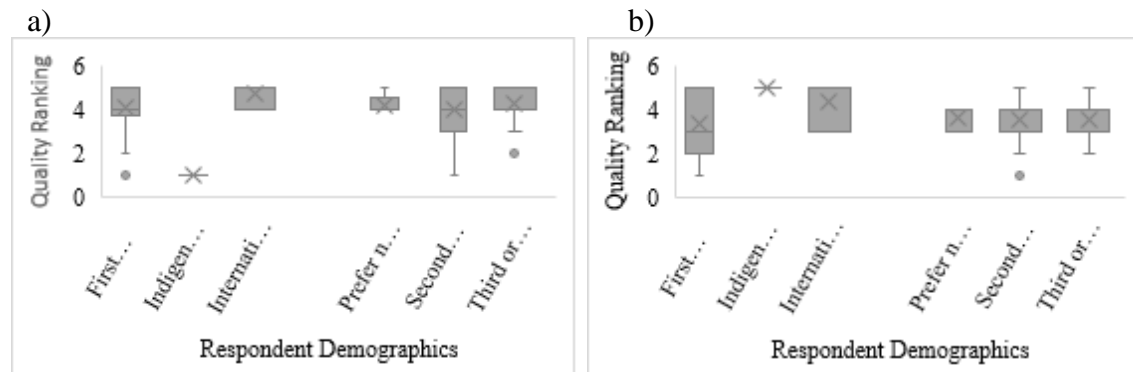 a)
Quality Ranking
6
4
2
0
First...
Indigen...
Internati...
Prefer n...
Second...
Third or...
Respondent Demographics
b)
Quality Ranking
6
4
2
0
First...
Indigen...
Internati...
Prefer n...
Second...
Third or...
Respondent Demographics